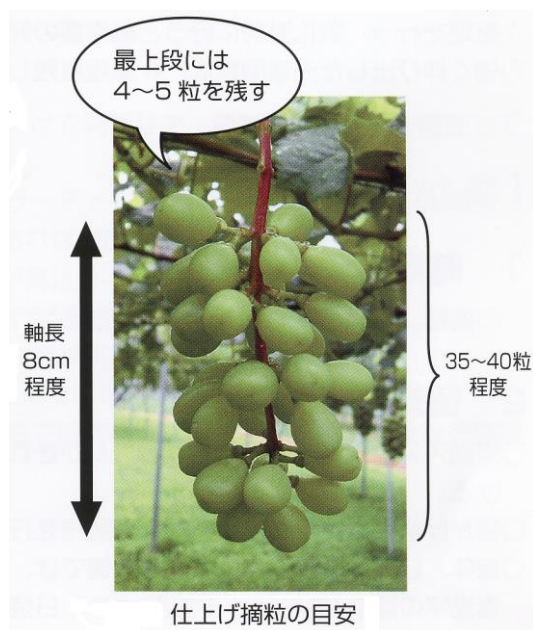 最上段には
4〜5粒を残す
軸長
8cm
程度
35〜40粒
程度
仕上げ摘粒の目安